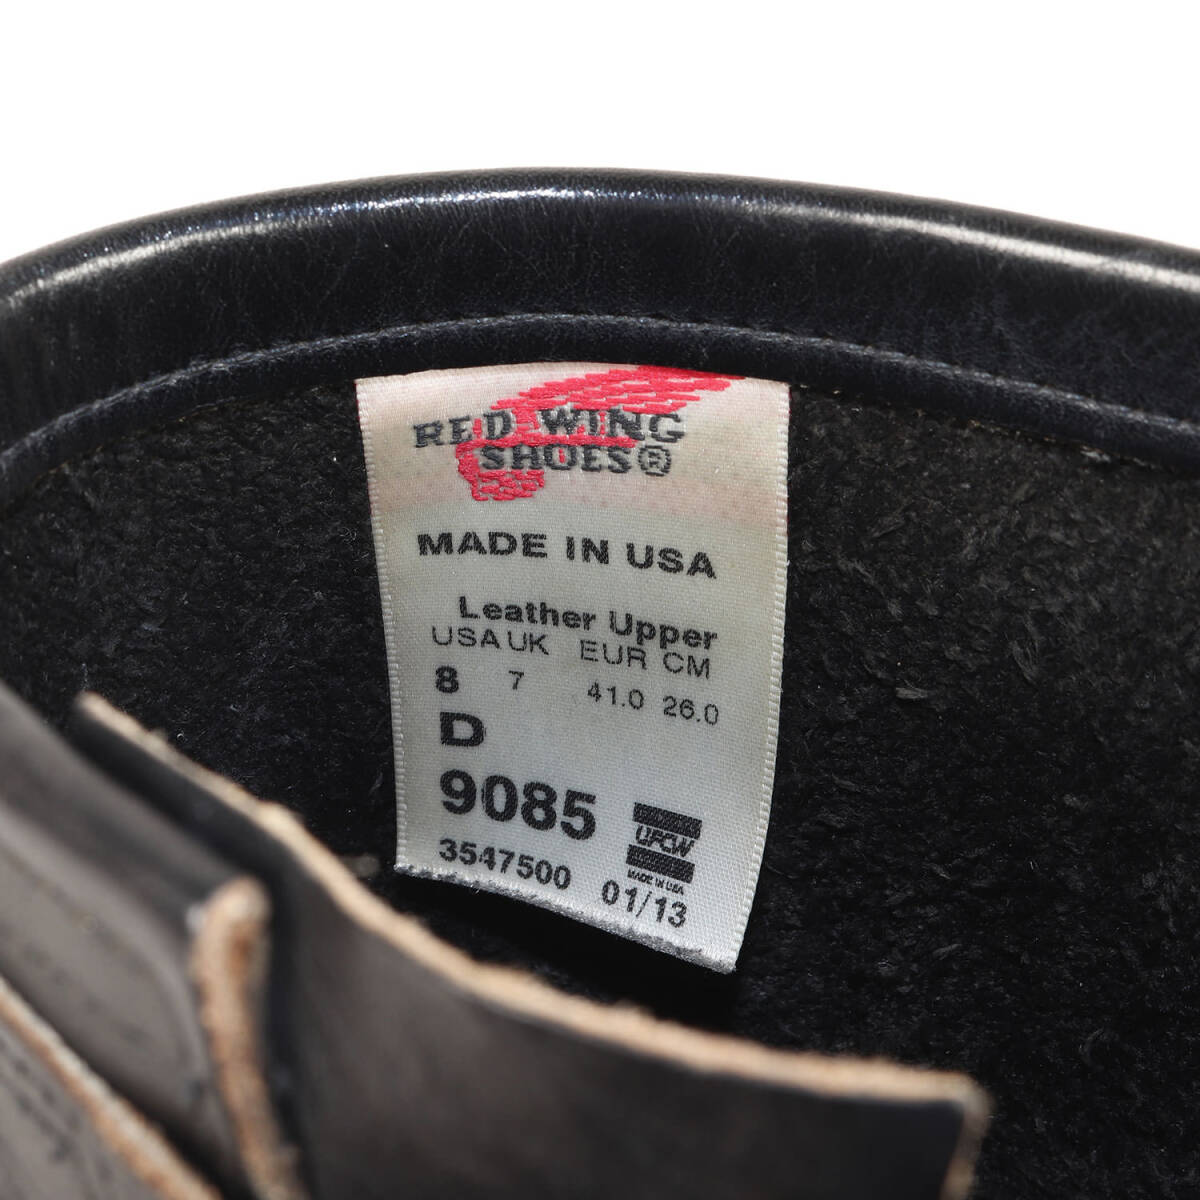 RED WING
SHOES®
MADE IN USA
Leather Upper
USA UK EUR CM
8 7 41.0 26.0
D
9085
UFCW
MADE IN USA
3547500 01/13